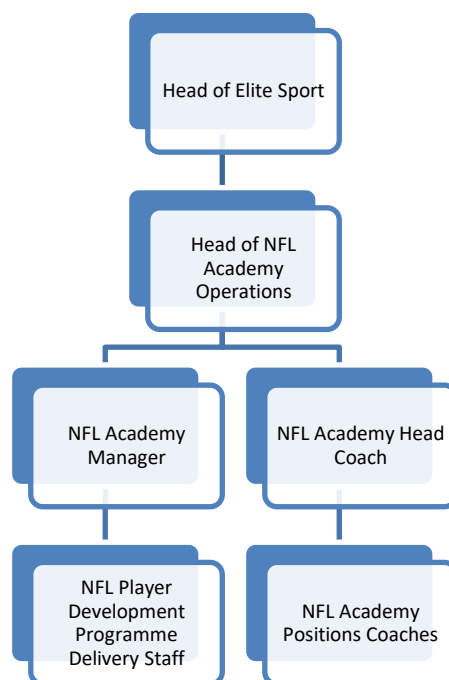 Head of Elite Sport
Head of NFL
Academy
Operations
NFL Academy
Manager
NFL Academy Head
Coach
NFL Player
Development
Programme
Delivery Staff
NFL Academy
Positions Coaches